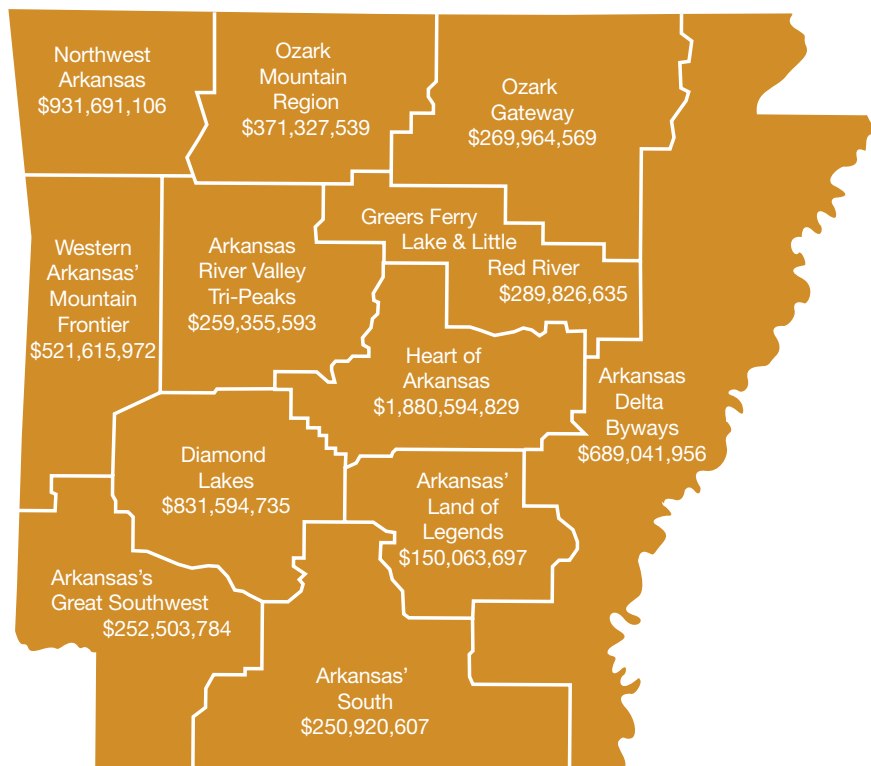 Northwest
Arkansas
$931,691,106
Ozark
Mountain
Region
$371,327,539
Ozark
Gateway
$269,964,569
Western
Arkansas’
Mountain
Frontier
$521,615,972
Arkansas
River Valley
Tri-Peaks
$259,355,593
Greers Ferry
Lake & Little
Red River
$289,826,635
Heart of
Arkansas
$1,880,594,829
Arkansas
Delta
Byways
$689,041,956
Diamond
Lakes
$831,594,735
Arkansas’
Land of
Legends
$150,063,697
Arkansas’s
Great Southwest
$252,503,784
Arkansas’
South
$250,920,607